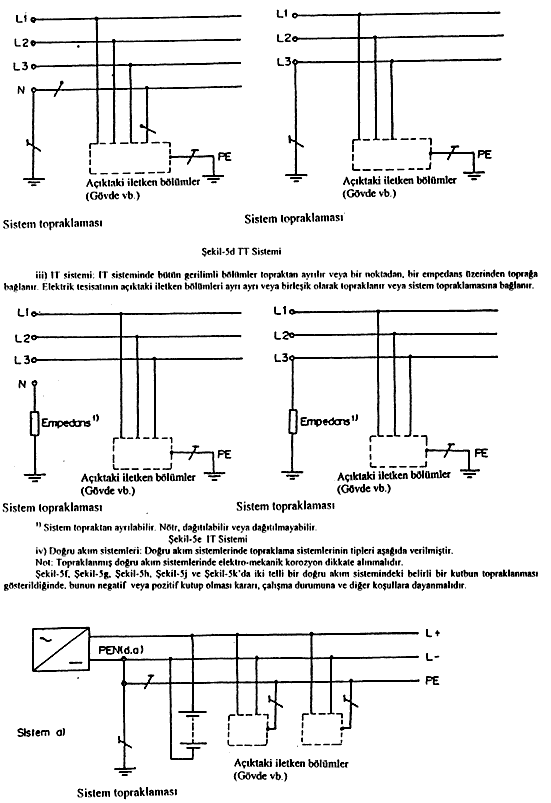 L1
L2
L3
N
PE
Açıktaki iletken bölümler
(Gövde vb.)
Sistem topraklaması
L1
L2
L3
PE
Açıktaki iletken bölümler
(Gövde vb.)
Sistem topraklaması
Şekil-5d TT Sistemi
iii) IT sistemi: IT sisteminde bütün gerilimli bölümler topraktan ayrılır veya bir noktadan, bir empedans üzerinden toprağa
bağlanır. Elektrik tesisatının açıktaki iletken bölümleri ayrı ayrı veya birleşik olarak topraklanır veya sistem topraklamasına bağlanır.
L1
L2
L3
N
Empedans 1)
PE
Açıktaki iletken bölümler
(Gövde vb.)
Sistem topraklaması
L1
L2
L3
Empedans 1)
PE
Açıktaki iletken bölümler
(Gövde vb.)
Sistem topraklaması
1) Sistem topraktan ayrılabilir. Nötr, dağıtılabilir veya dağıtılmayabilir.
Şekil-5e IT Sistemi
iv) Doğru akım sistemleri: Doğru akım sistemlerinde topraklama sistemlerinin tipleri aşağıda verilmiştir.
Not: Topraklanmış doğru akım sistemlerinde elektro-mekanik korozyon dikkate alınmalıdır.
Şekil-5f, Şekil-5g, Şekil-5h, Şekil-5j ve Şekil-5k'da iki telli bir doğru akım sistemindeki belirli bir kutbun topraklanması
gösterildiğinde, bunun negatif veya pozitif kutup olması kararı, çalışma durumuna ve diğer koşullara dayanmalıdır.
L+
PEN(d.a)
L-
PE
Sistem a)
Açıktaki iletken bölümler
(Gövde vb.)
Sistem topraklaması